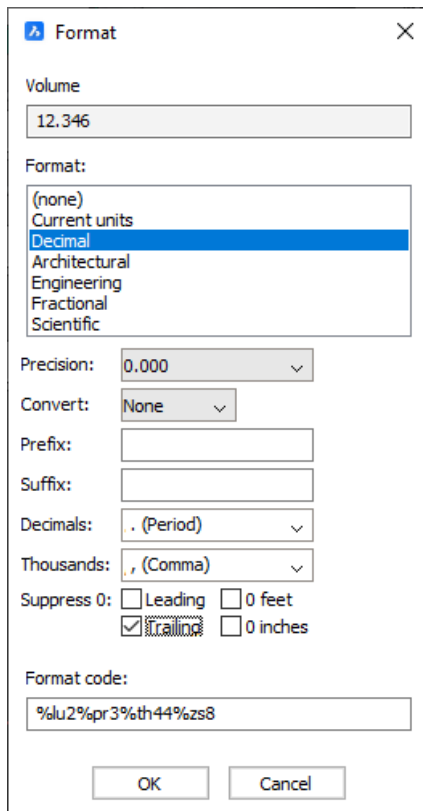 Format
Volume
12.346
Format:
(none)
Current units
Decimal
Architectural
Engineering
Fractional
Scientific
Precision: 0.000
Convert: None
Prefix:
Suffix:
Decimals: . (Period)
Thousands: , (Comma)
Suppress 0: Leading 0 feet
Trailing 0 inches
Format code:
%lu2%pr3%th44%zs8
OK Cancel